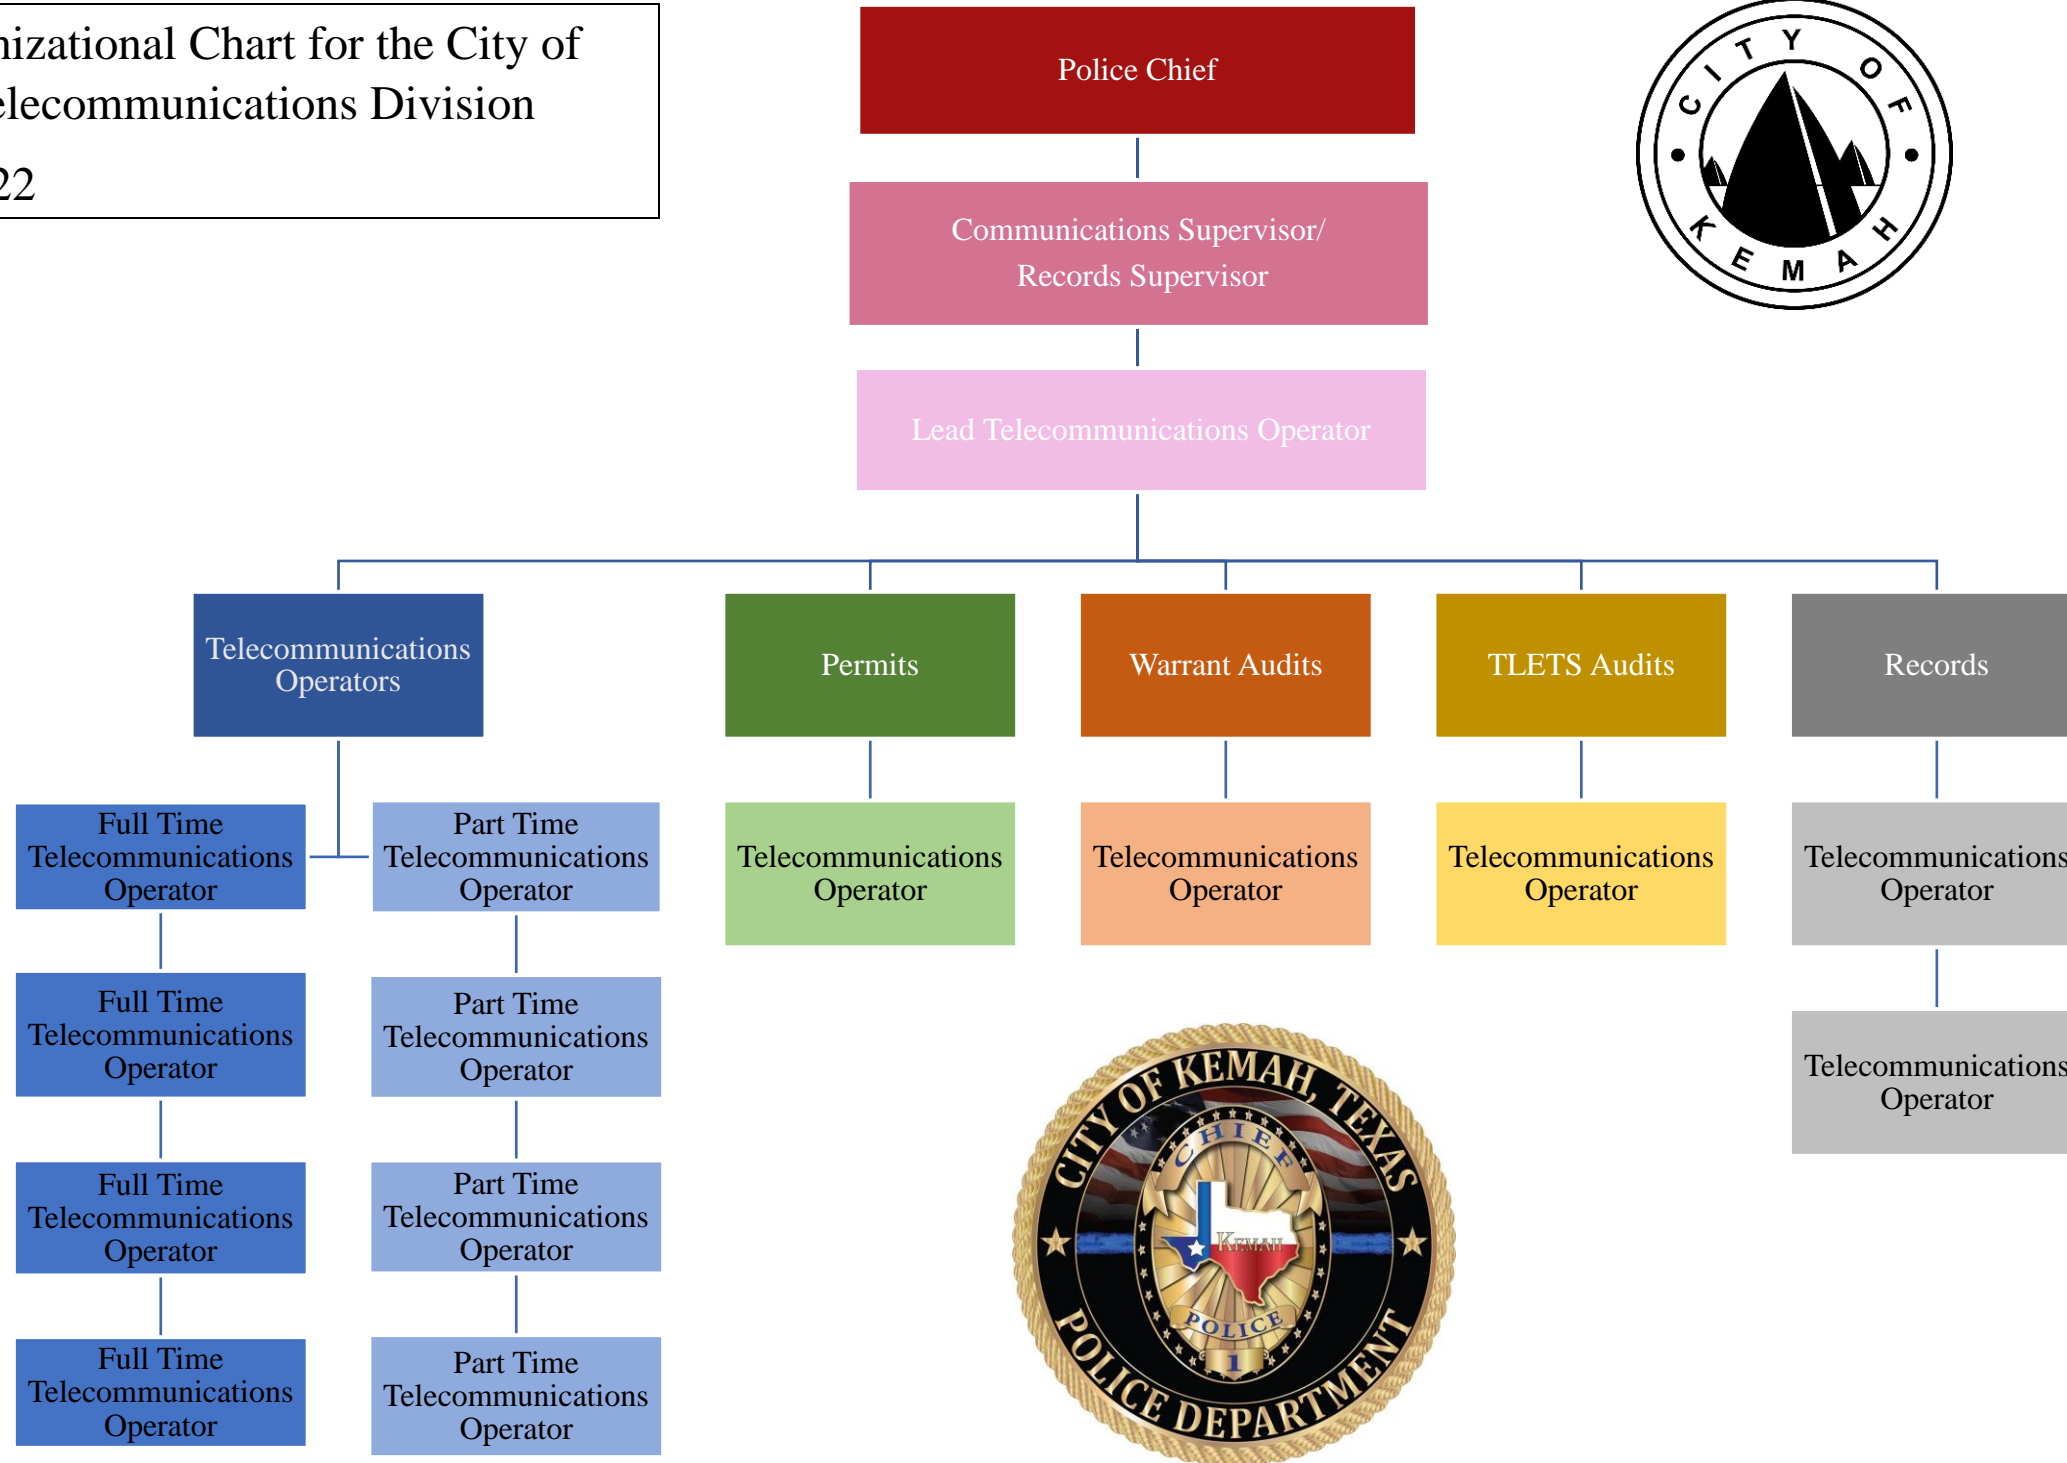 nizational Chart for the City of
elecommunications Division
22
Police Chief
CITY OF
KEMAH
Communications Supervisor/
Records Supervisor
Lead Telecommunications Operator
Telecommunications
Operators
Permits
Warrant Audits
TLETS Audits
Records
Full Time
Telecommunications
Operator
Part Time
Telecommunications
Operator
Telecommunications
Operator
Telecommunications
Operator
Telecommunications
Operator
Telecommunications
Operator
Full Time
Telecommunications
Operator
Part Time
Telecommunications
Operator
Telecommunications
Operator
Full Time
Telecommunications
Operator
Part Time
Telecommunications
Operator
Full Time
Telecommunications
Operator
Part Time
Telecommunications
Operator
CITY OF KEMAH, TEXAS
CHIEF
KEMAH
POLICE
1
POLICE DEPARTMENT